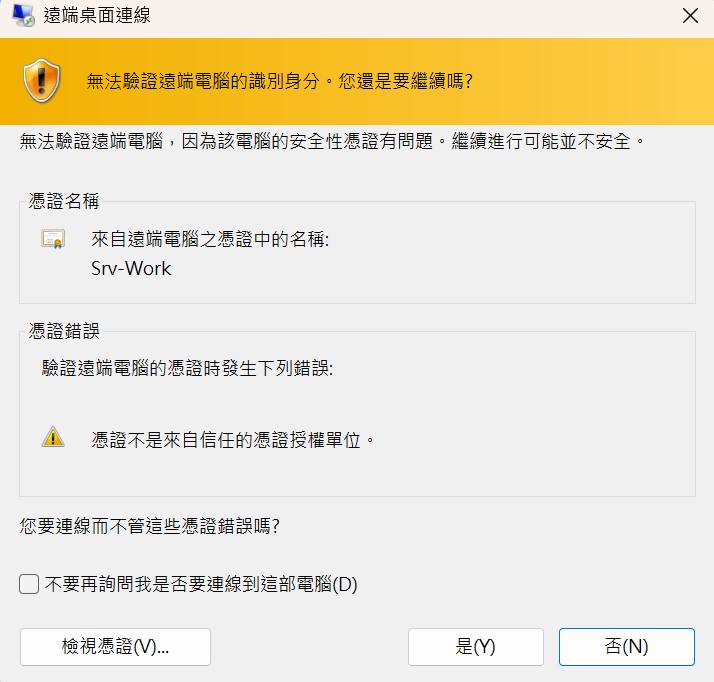 遠端桌面連線
無法驗證遠端電腦的識別身分。您還是要繼續嗎?
無法驗證遠端電腦，因為該電腦的安全性憑證有問題。繼續進行可能並不安全。
憑證名稱
來自遠端電腦之憑證中的名稱:
Srv-Work
憑證錯誤
驗證遠端電腦的憑證時發生下列錯誤:
憑證不是來自信任的憑證授權單位。
您要連線而不管這些憑證錯誤嗎?
不要再詢問我是否要連線到這部電腦(D)
檢視憑證(V)...
是(Y)
否(N)